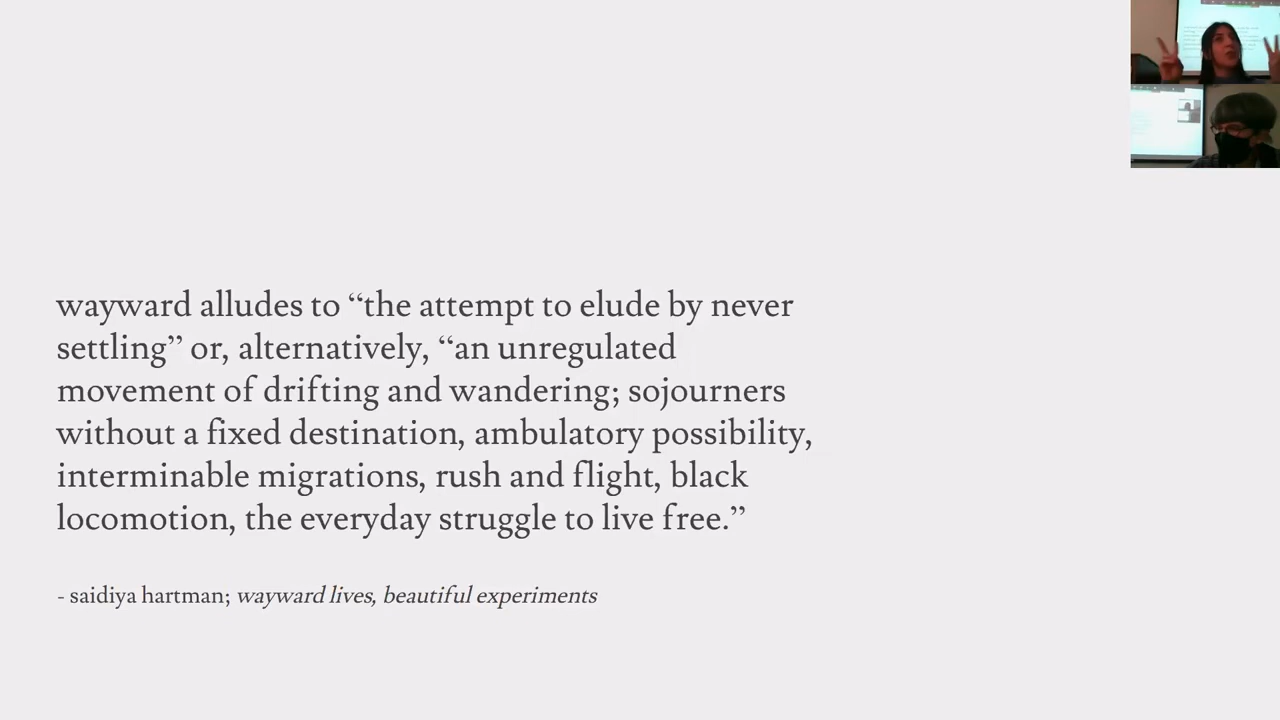 wayward alludes to “the attempt to elude by never
settling” or, alternatively, “an unregulated
movement of drifting and wandering; sojourners
without a fixed destination, ambulatory possibility,
interminable migrations, rush and flight, black
locomotion, the everyday struggle to live free.”
- saidiya hartman; wayward lives, beautiful experiments